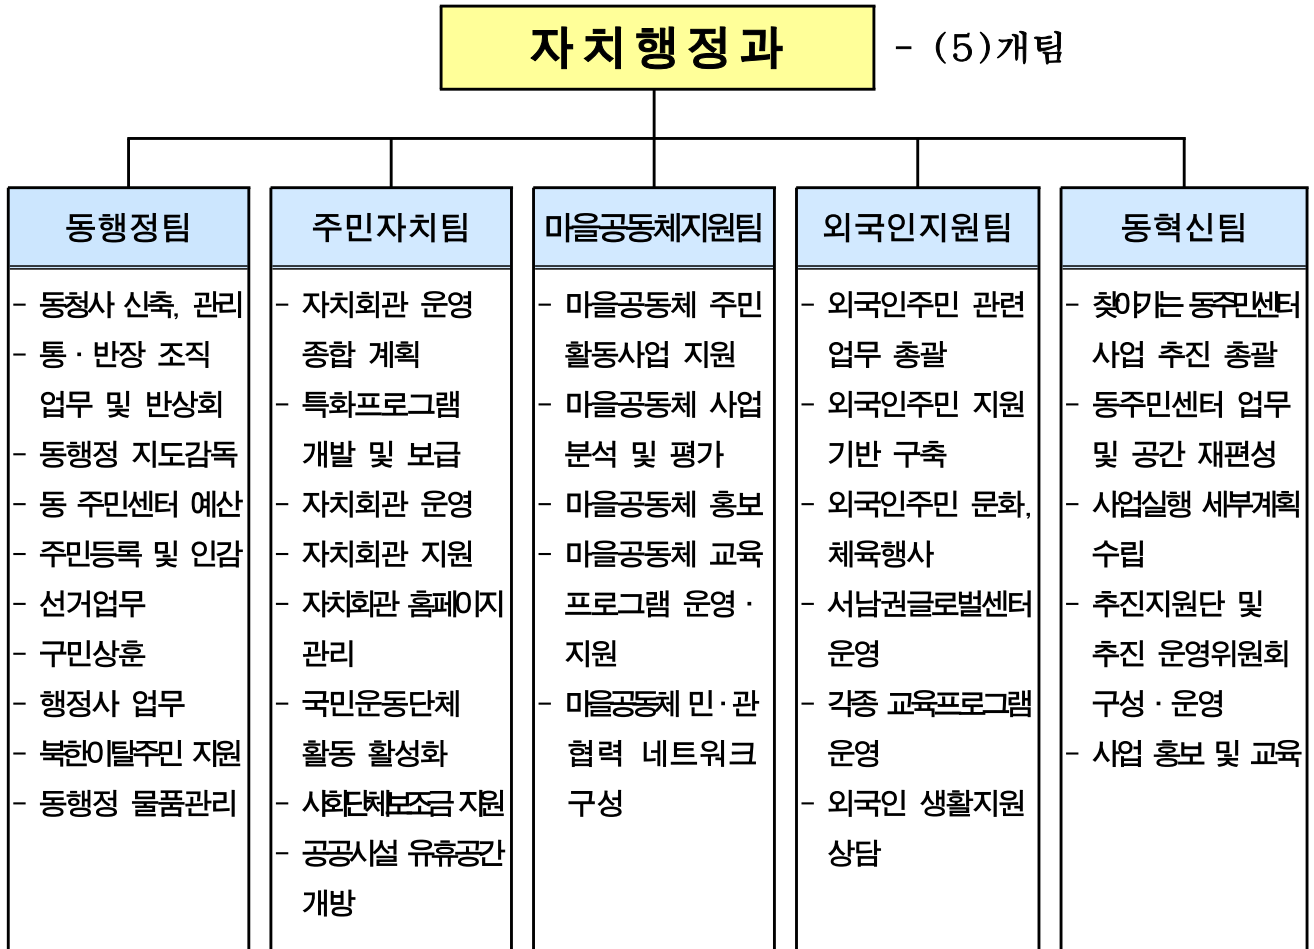 자치행정과
- (5)개팀
동행정팀
- 동청사 신축, 관리
- 통·반장 조직
업무 및 반상회
- 동행정 지도감독
- 동 주민센터 예산
- 주민등록 및 인감
- 선거업무
- 구민상훈
- 행정사 업무
- 북한이탈주민 지원
- 동행정 물품관리
주민자치팀
- 자치회관 운영
종합 계획
- 특화프로그램
개발 및 보급
- 자치회관 운영
- 자치회관 지원
- 자치회관 홈페이지
관리
- 국민운동단체
활동 활성화
- 사회단체보조금 지원
- 공공시설 유휴공간
개방
마을공동체지원팀
- 마을공동체 주민
활동사업 지원
- 마을공동체 사업
분석 및 평가
- 마을공동체 홍보
- 마을공동체 교육
프로그램 운영·
지원
- 마을공동체 민·관
협력 네트워크
구성
외국인지원팀
- 외국인주민 관련
업무 총괄
- 외국인주민 지원
기반 구축
- 외국인주민 문화,
체육행사
- 서남권글로벌센터
운영
- 각종 교육프로그램
운영
- 외국인 생활지원
상담
동혁신팀
- 찾아가는 동주민센터
사업 추진 총괄
- 동주민센터 업무
및 공간 재편성
- 사업실행 세부계획
수립
- 추진지원단 및
추진 운영위원회
구성·운영
- 사업 홍보 및 교육